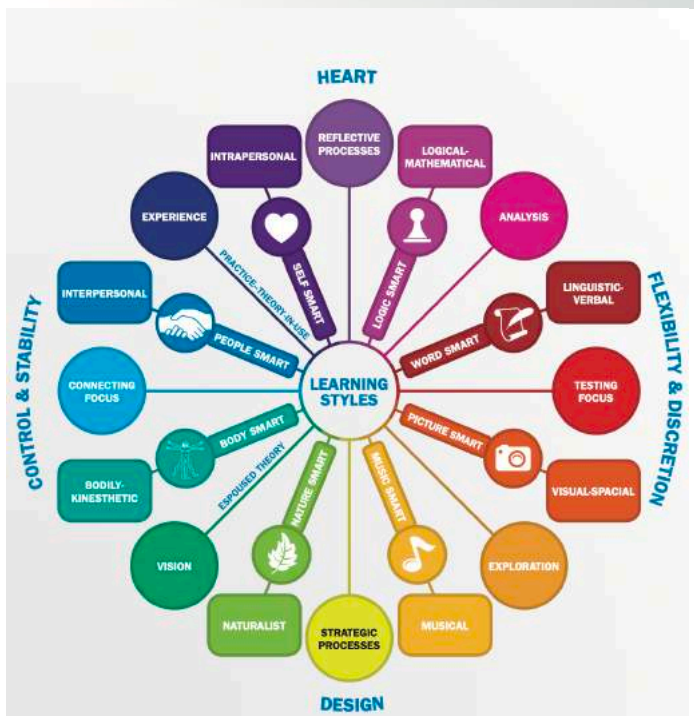 HEART
REFLECTIVE
PROCESSES
INTRAPERSONAL
LOGICAL-
MATHEMATICAL
EXPERIENCE
ANALYSIS
SELF SMART
LOGIC SMART
PRACTICE-THEORY-IN-USE
INTERPERSONAL
LINGUISTIC-
VERBAL
PEOPLE SMART
WORD SMART
CONTROL & STABILITY
FLEXIBILITY & DISCRETION
CONNECTING
FOCUS
LEARNING
STYLES
TESTING
FOCUS
BODY SMART
PICTURE SMART
BODILY-
KINESTHETIC
VISUAL-SPACIAL
ESPOUSED THEORY
NATURE SMART
MUSIC SMART
VISION
EXPLORATION
NATURALIST
STRATEGIC
PROCESSES
MUSICAL
DESIGN